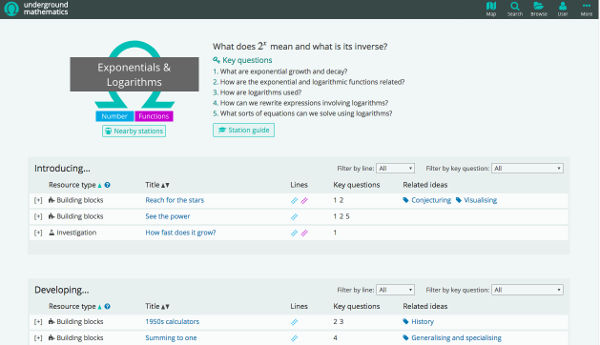 underground
mathematics
Map Search Browse User More
Exponentials &
Logarithms
Number Functions
Nearby stations
What does 2ˣ mean and what is its inverse?
Key questions
1. What are exponential growth and decay?
2. How are the exponential and logarithmic functions related?
3. How are logarithms used?
4. How can we rewrite expressions involving logarithms?
5. What sorts of equations can we solve using logarithms?
Station guide
Introducing... Filter by line: All Filter by key question: All
Resource type Title Lines Key questions Related ideas
[+] Building blocks Reach for the stars 1 2 Conjecturing Visualising
[+] Building blocks See the power 1 2 5
[+] Investigation How fast does it grow? 1
Developing... Filter by line: All Filter by key question: All
Resource type Title Lines Key questions Related ideas
[+] Building blocks 1950s calculators 2 3 History
[+] Building blocks Summing to one 4 Generalising and specialising